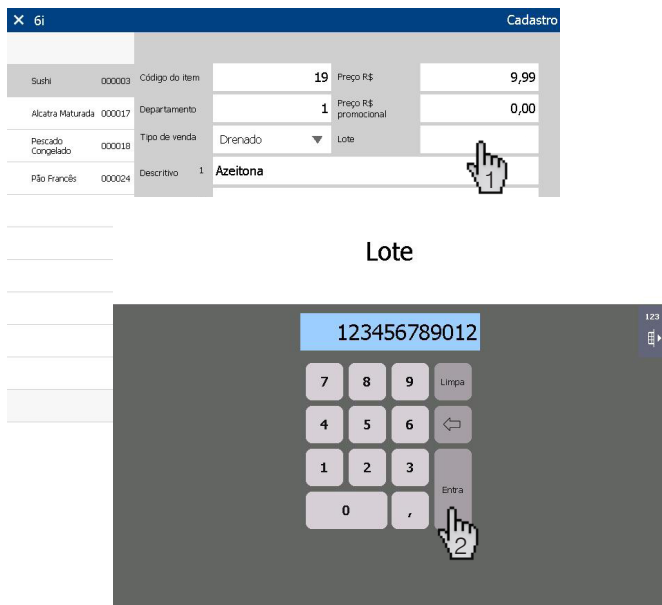 ✕ 6i Cadastro
Sushi 000003 Código do item 19 Preço R$ 9,99
Alcatra Maturada 000017 Departamento 1 Preço R$ promocional 0,00
Pescado Congelado 000018 Tipo de venda Drenado Lote
Pão Francês 000024 Descritivo 1 Azeitona
1
Lote
123
123456789012
7 8 9 Limpa
4 5 6
1 2 3
Entra
0 ,
2